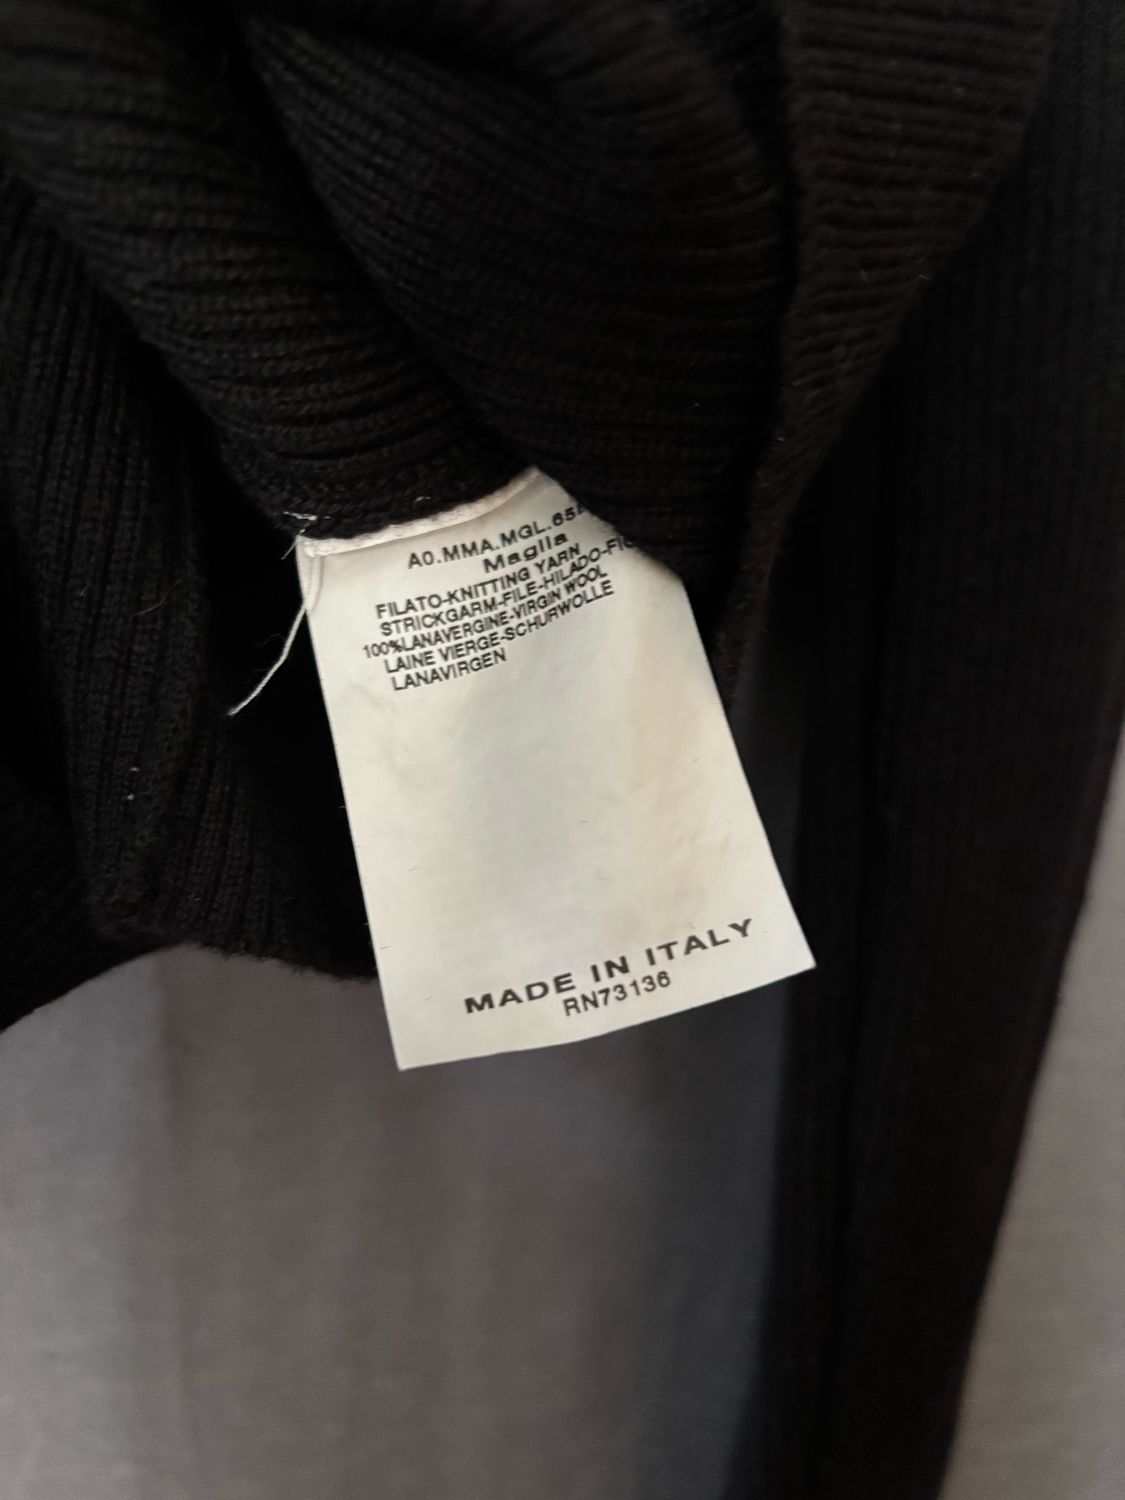 A0.MMA.MGL.65
Maglia
FILATO-KNITTING YARN
STRICKGARM-FILE-HILADO-FIO
100%LANAVERGINE-VIRGIN WOOL
LAINE VIERGE-SCHURWOLLE
LANAVIRGEN
MADE IN ITALY
RN73136